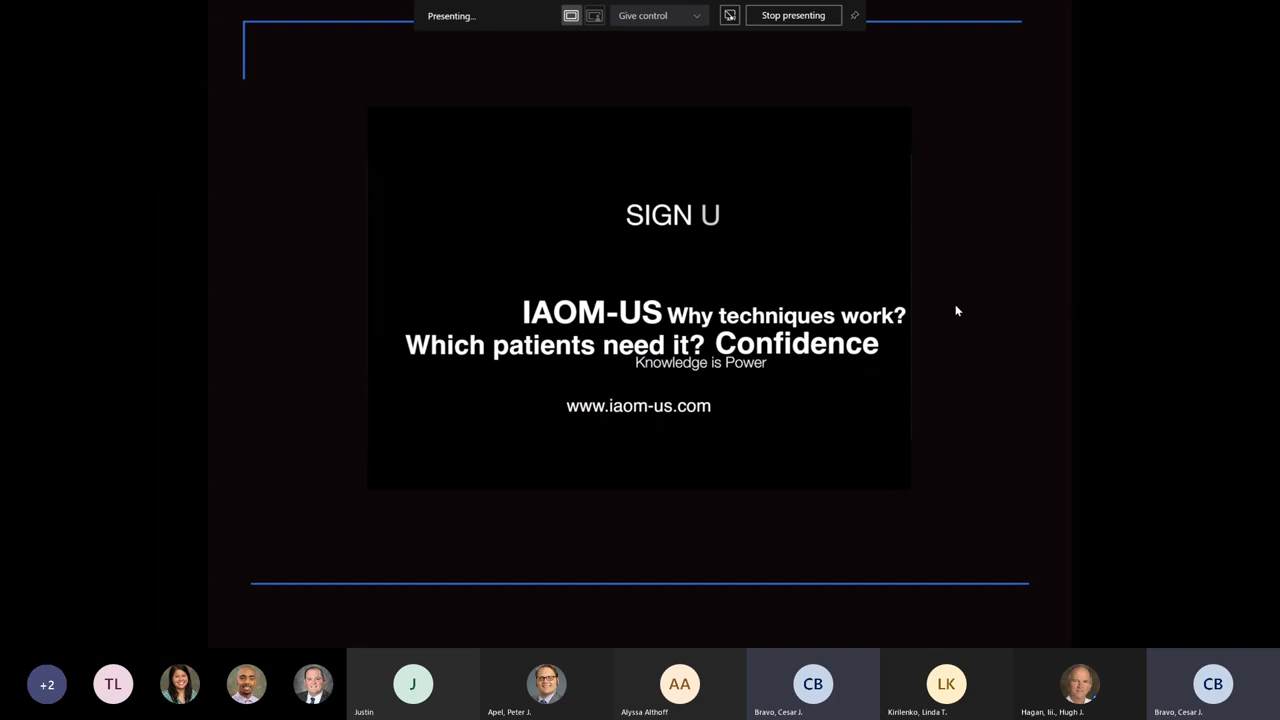 Presenting...
Give control
Stop presenting
SIGN U
IAOM-US Why techniques work?
Which patients need it? Confidence
Knowledge is Power
www.iaom-us.com
+2
TL
J
AA
CB
LK
CB
Justin
Apel, Peter J.
Alyssa Althoff
Bravo, Cesar J.
Kirilenko, Linda T.
Hagan, Iii., Hugh J.
Bravo, Cesar J.